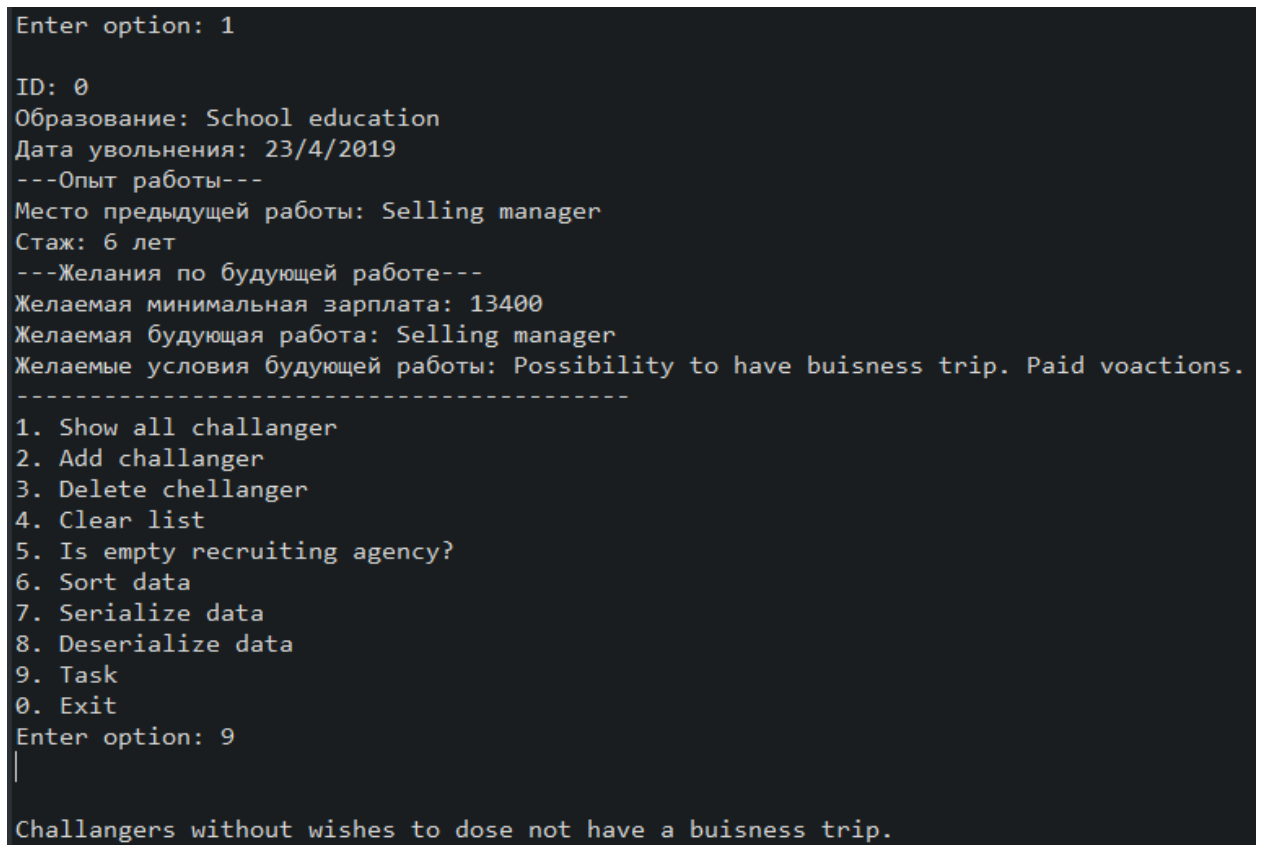 Enter option: 1
ID: 0
Образование: School education
Дата увольнения: 23/4/2019
---Опыт работы---
Место предыдущей работы: Selling manager
Стаж: 6 лет
---Желания по будующей работе---
Желаемая минимальная зарплата: 13400
Желаемая будующая работа: Selling manager
Желаемые условия будующей работы: Possibility to have buisness trip. Paid voactions.
------------------------------------------
1. Show all challanger
2. Add challanger
3. Delete chellanger
4. Clear list
5. Is empty recruiting agency?
6. Sort data
7. Serialize data
8. Deserialize data
9. Task
0. Exit
Enter option: 9
Challangers without wishes to dose not have a buisness trip.